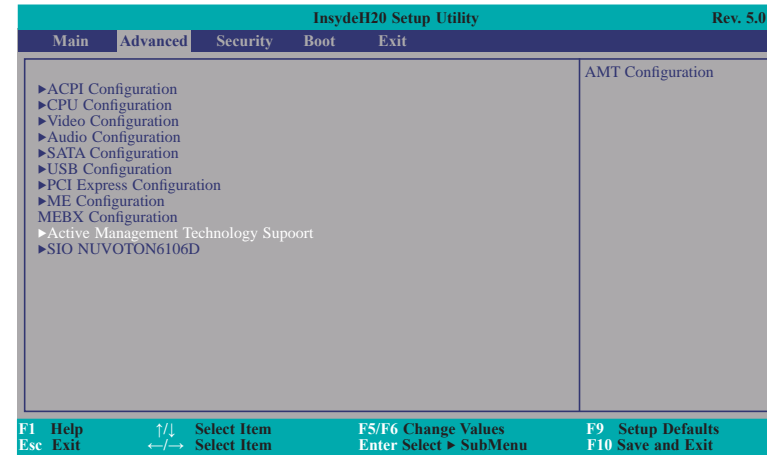 InsydeH20 Setup Utility Rev. 5.0
Main Advanced Security Boot Exit
AMT Configuration
►ACPI Configuration
►CPU Configuration
►Video Configuration
►Audio Configuration
►SATA Configuration
►USB Configuration
►PCI Express Configuration
►ME Configuration
MEBX Configuration
►Active Management Technology Supoort
►SIO NUVOTON6106D
F1 Help ↑/↓ Select Item F5/F6 Change Values F9 Setup Defaults
Esc Exit ←/→ Select Item Enter Select ► SubMenu F10 Save and Exit